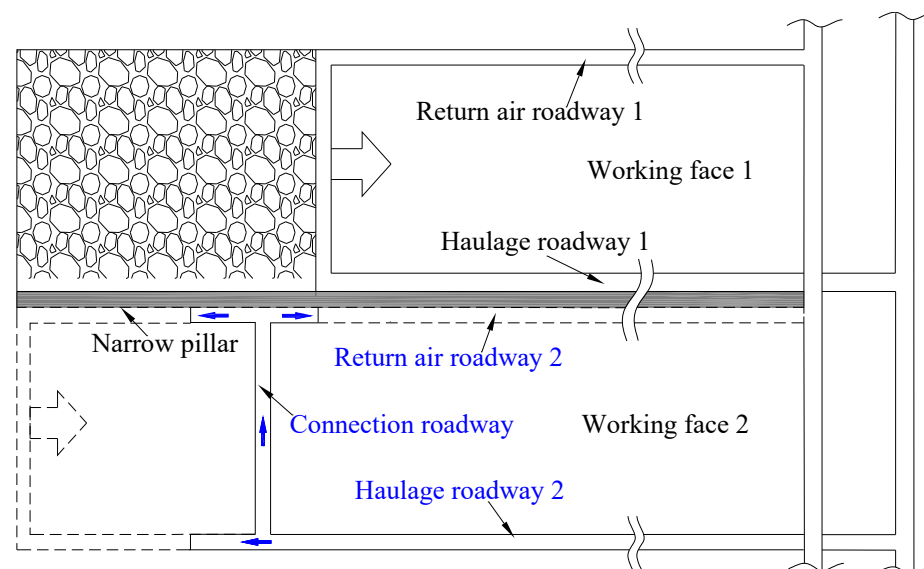 Return air roadway 1
Working face 1
Haulage roadway 1
Narrow pillar
Return air roadway 2
Connection roadway
Working face 2
Haulage roadway 2